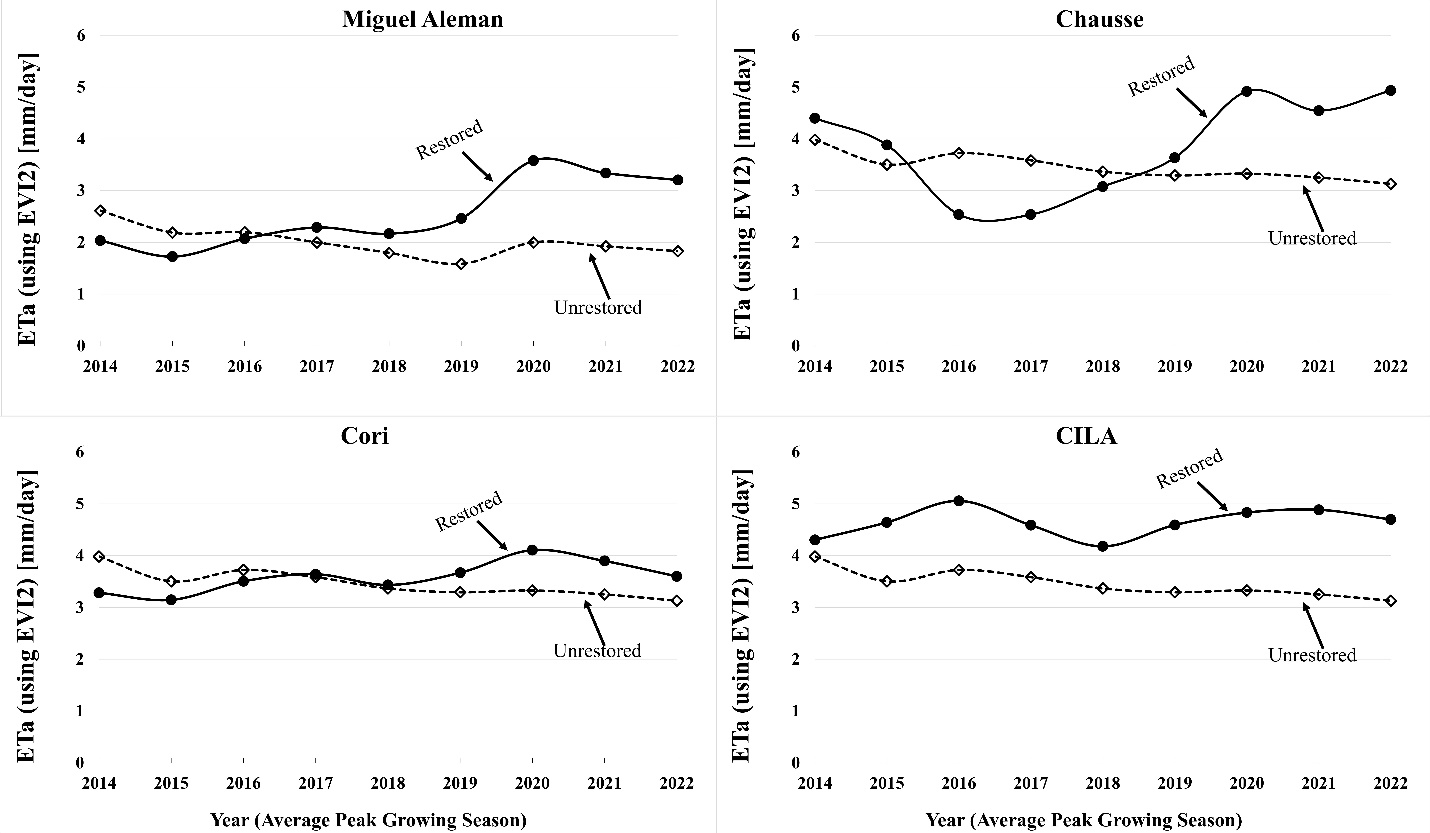 Miguel Aleman
ETa (using EVI2) [mm/day]
6
5
4
3
2
1
0
Restored
Unrestored
2014 2015 2016 2017 2018 2019 2020 2021 2022
Chausse
ETa (using EVI2) [mm/day]
6
5
4
3
2
1
0
Restored
Unrestored
2014 2015 2016 2017 2018 2019 2020 2021 2022
Cori
ETa (using EVI2) [mm/day]
6
5
4
3
2
1
0
Restored
Unrestored
2014 2015 2016 2017 2018 2019 2020 2021 2022
Year (Average Peak Growing Season)
CILA
ETa (using EVI2) [mm/day]
6
5
4
3
2
1
0
Restored
Unrestored
2014 2015 2016 2017 2018 2019 2020 2021 2022
Year (Average Peak Growing Season)